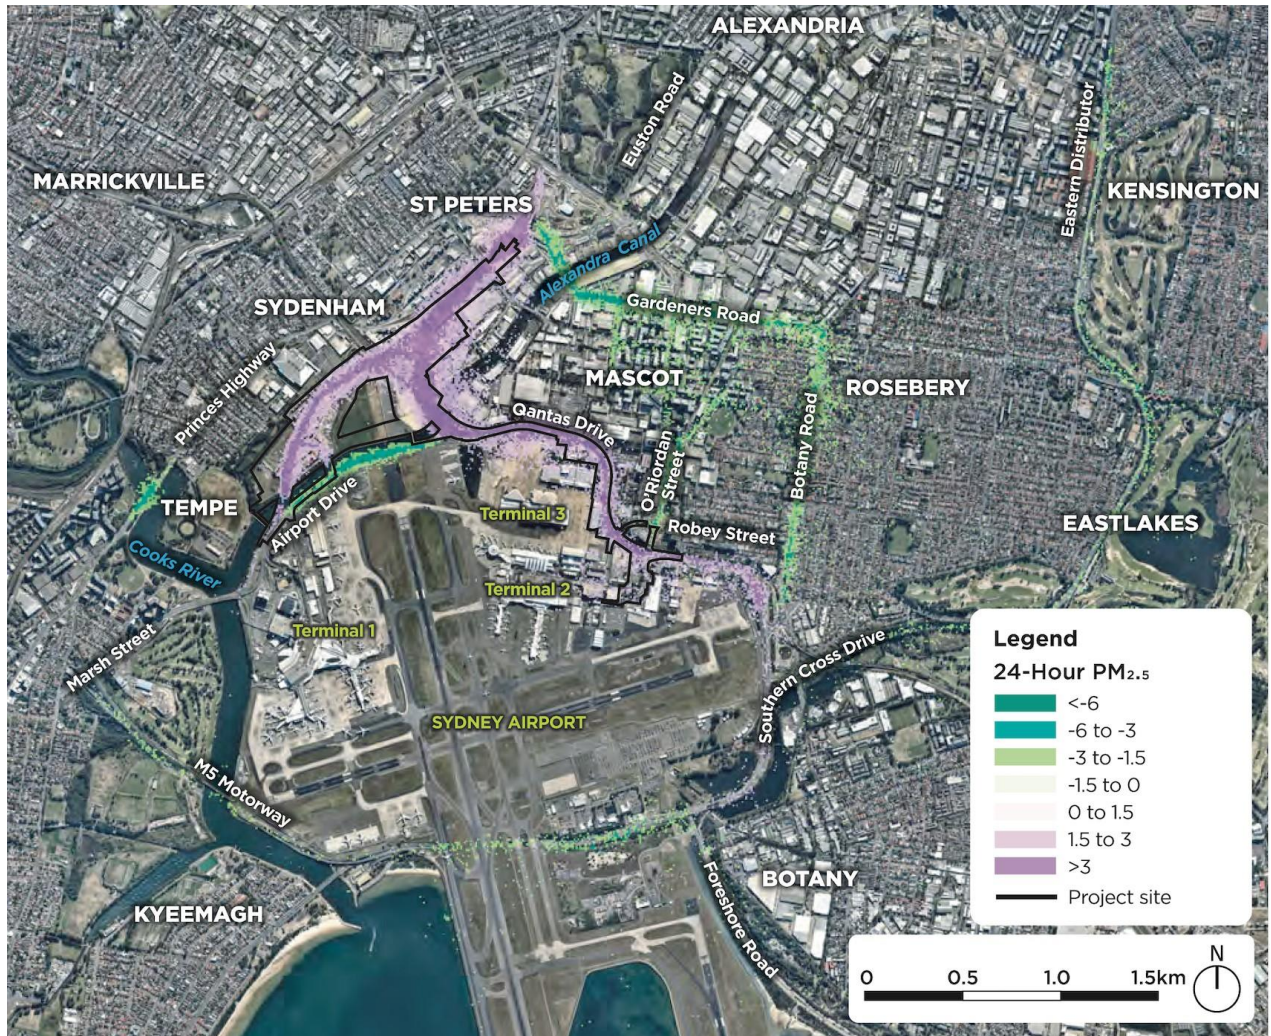 ALEXANDRIA
Euston Road
Eastern Distributor
MARRICKVILLE
KENSINGTON
ST PETERS
Alexandra Canal
SYDENHAM
Gardeners Road
Princes Highway
MASCOT
ROSEBERY
Qantas Drive
Botany Road
O'Riordan
Street
TEMPE
Airport Drive
Terminal 3
Robey Street
EASTLAKES
Cooks River
Terminal 2
Terminal 1
Marsh Street
Southern Cross Drive
SYDNEY AIRPORT
M5 Motorway
BOTANY
Foreshore Road
KYEEMAGH
Legend
24-Hour PM₂.₅
<-6
-6 to -3
-3 to -1.5
-1.5 to 0
0 to 1.5
1.5 to 3
>3
Project site
N
0 0.5 1.0 1.5km